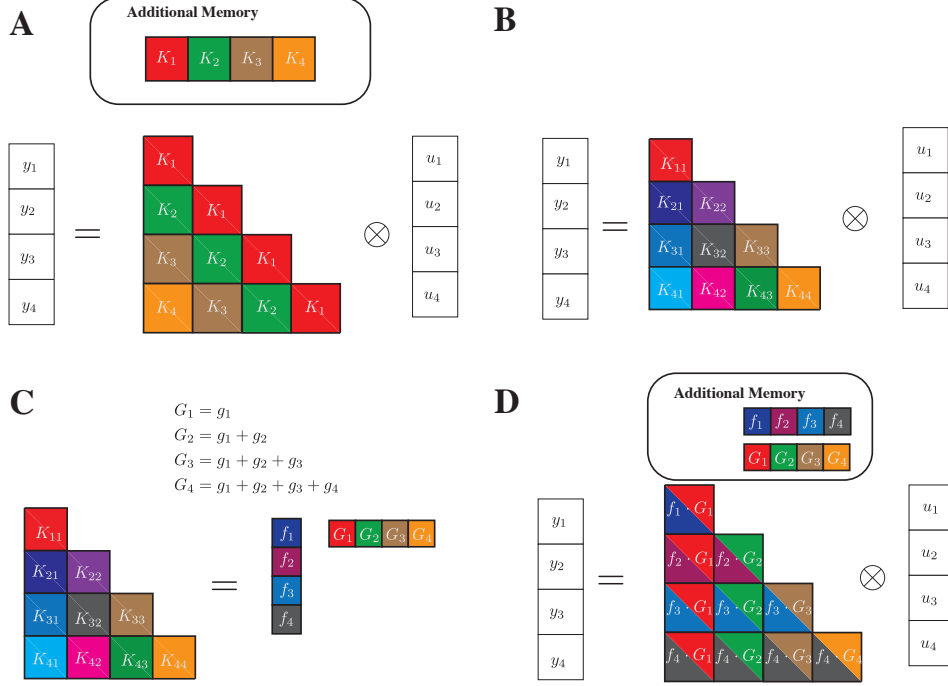 A
Additional Memory
K₁ K₂ K₃ K₄
y₁
y₂
y₃
y₄
=
K₁
K₂ K₁
K₃ K₂ K₁
K₄ K₃ K₂ K₁
⊗
u₁
u₂
u₃
u₄
B
y₁
y₂
y₃
y₄
=
K₁₁
K₂₁ K₂₂
K₃₁ K₃₂ K₃₃
K₄₁ K₄₂ K₄₃ K₄₄
⊗
u₁
u₂
u₃
u₄
C
G₁ = g₁
G₂ = g₁ + g₂
G₃ = g₁ + g₂ + g₃
G₄ = g₁ + g₂ + g₃ + g₄
K₁₁
K₂₁ K₂₂
K₃₁ K₃₂ K₃₃
K₄₁ K₄₂ K₄₃ K₄₄
=
f₁
f₂
f₃
f₄
G₁ G₂ G₃ G₄
D
Additional Memory
f₁ f₂ f₃ f₄
G₁ G₂ G₃ G₄
y₁
y₂
y₃
y₄
=
f₁ · G₁
f₂ · G₁ f₂ · G₂
f₃ · G₁ f₃ · G₂ f₃ · G₃
f₄ · G₁ f₄ · G₂ f₄ · G₃ f₄ · G₄
⊗
u₁
u₂
u₃
u₄